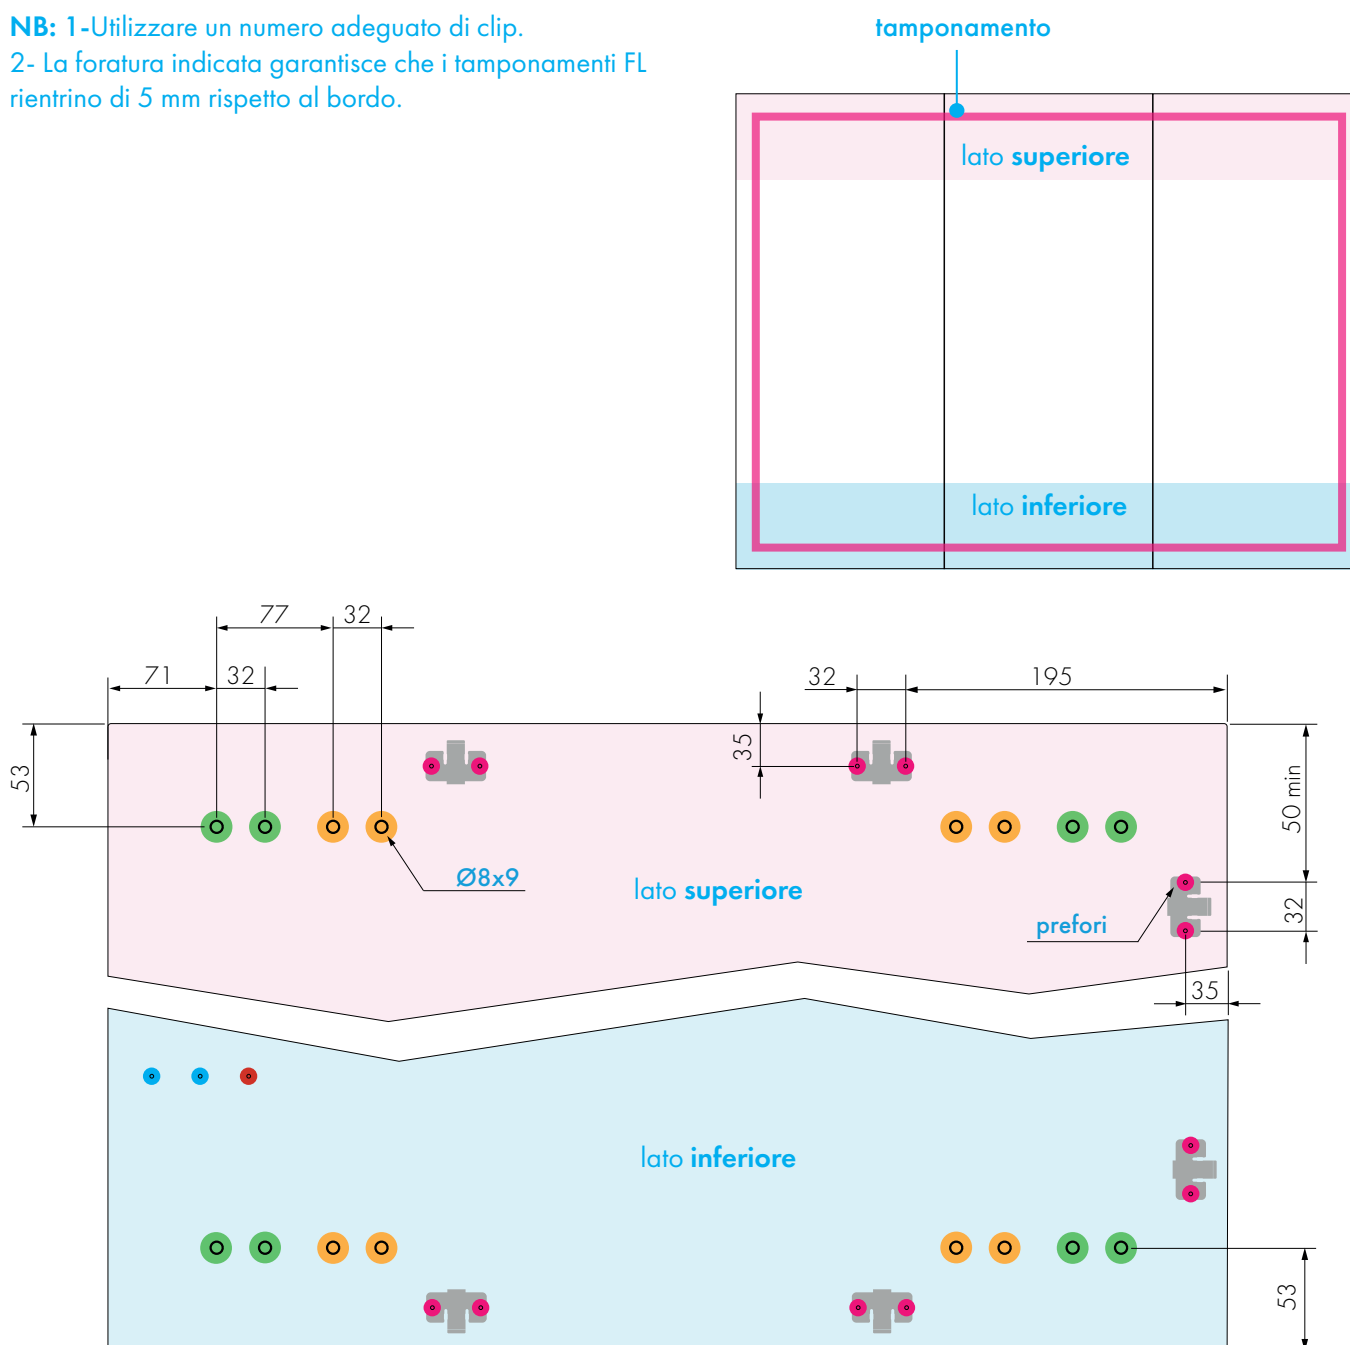 NB: 1-Utilizzare un numero adeguato di clip.
2- La foratura indicata garantisce che i tamponamenti FL
rientrino di 5 mm rispetto al bordo.
tamponamento
lato superiore
lato inferiore
77
32
71
32
32
195
53
35
50 min
Ø8x9
lato superiore
prefori
32
35
lato inferiore
53